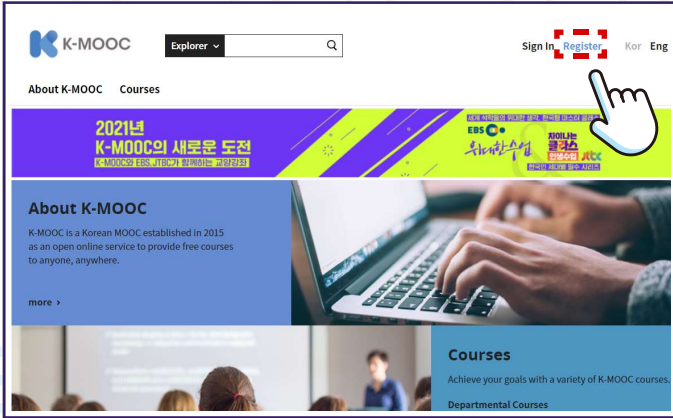 K-MOOC
Explorer
Sign In Register Kor Eng
About K-MOOC Courses
2021년
K-MOOC의 새로운 도전
K-MOOC와 EBS, JTBC가 함께하는 교양강좌
EBS
위대한수업
차이나는
클라스
인생수업 jtbc
About K-MOOC
K-MOOC is a Korean MOOC established in 2015
as an open online service to provide free courses
to anyone, anywhere.
more >
Courses
Achieve your goals with a variety of K-MOOC courses.
Departmental Courses